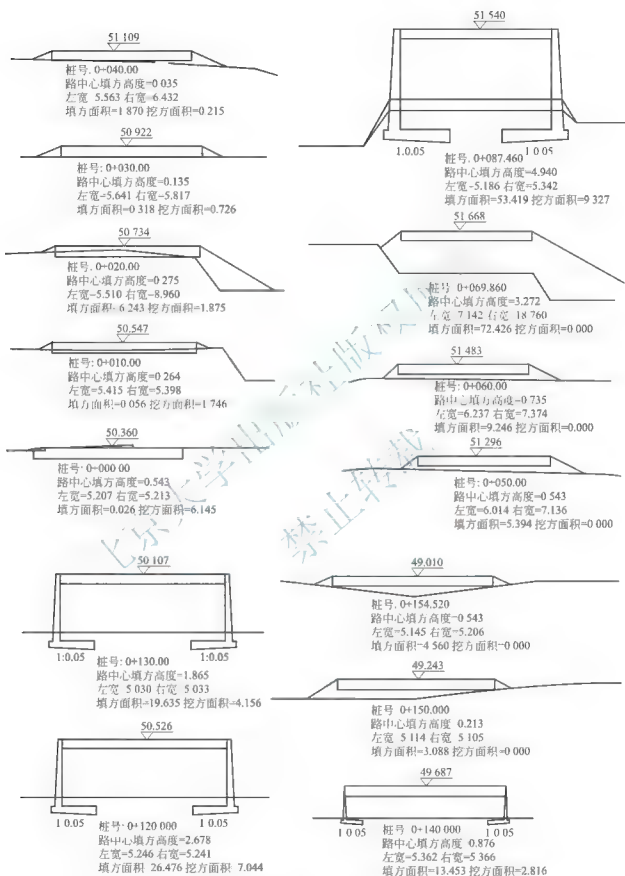 51 109
桩号: 0+040.00
路中心填方高度=0 035
左宽 5.563 右宽=6.432
填方面积=1 870 挖方面积=0.215
50 922
桩号: 0+030.00
路中心填方高度=0.135
左宽=5.641 右宽=5.817
填方面积=0 318 挖方面积=0.726
50 734
桩号. 0+020.00
路中心填方高度=0 275
左宽=5.510 右宽=8.960
填方面积 6 243 挖方面积=1.875
50.547
桩号: 0+010.00
路中心填方高度=0 264
左宽=5.415 右宽=5.398
填方面积=0 056 挖方面积=1 746
50.360
桩号: 0+000 00
路中心填方高度=0.543
左宽=5.207 右宽=5.213
填方面积=0.026 挖方面积=6.145
50 107
1:0.05 1:0.05
桩号: 0+130.00
路中心填方高度=1.865
左宽 5 030 右宽 5 033
填方面积=19.635 挖方面积=4.156
50.526
1 0.05 1 0.05
桩号: 0+120 000
路中心填方高度=2.678
左宽=5.246 右宽=5.241
填方面积 26.476 挖方面积 7.044
51 540
1.0.05 1 0 05
桩号. 0+087.460
路中心填方高度=4.940
左宽=5.186 右宽=5.342
填方面积=53.419 挖方面积=9 327
51 668
桩号 0+069.860
路中心填方高度=3.272
左宽 7 142 右宽 18 760
填方面积=72.426 挖方面积=0 000
51 483
桩号: 0+060.00
路中心填方高度=0 735
左宽=6.237 右宽=7.374
填方面积=9.246 挖方面积=0.000
51 296
桩号: 0+050.00
路中心填方高度=0 543
左宽=6.014 右宽=7.136
填方面积=5.394 挖方面积=0 000
49.010
桩号. 0+154.520
路中心填方高度=0 543
左宽=5.145 右宽=5.206
填方面积=4 560 挖方面积=0 000
49.243
桩号. 0+150.000
路中心填方高度 0.213
左宽 5 114 右宽 5 105
填方面积=3.088 挖方面积=0 000
49 687
1 0 05 1 0 05
桩号 0+140 000
路中心填方高度 0.876
左宽=5.362 右宽=5 366
填方面积=13.453 挖方面积=2.816
北京大学出版社版权所有
禁止转载